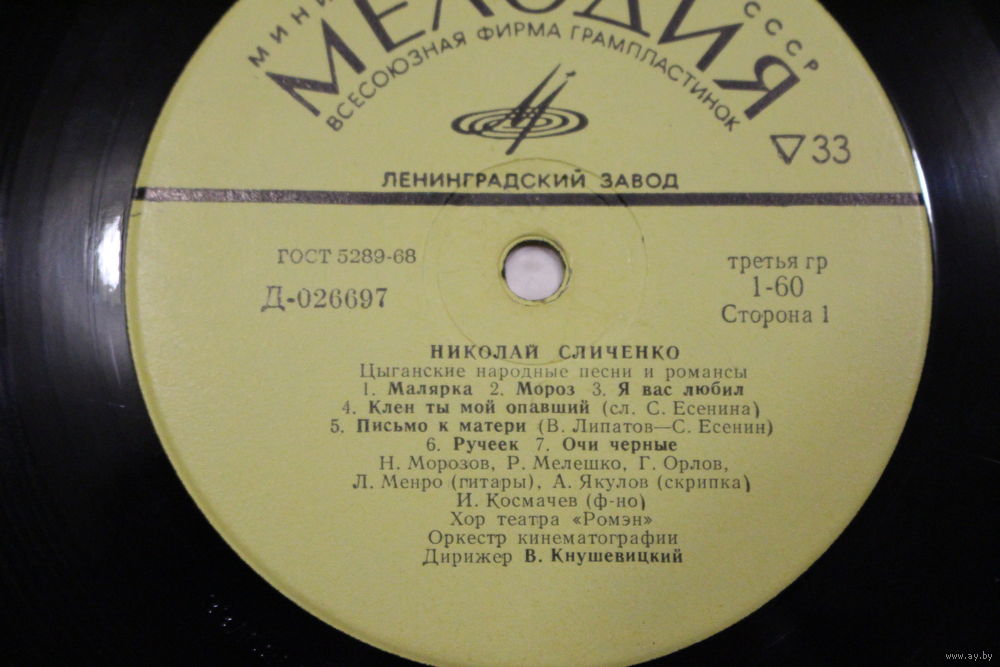 СССР
МЕЛОДИЯ
ВСЕСОЮЗНАЯ ФИРМА ГРАМПЛАСТИНОК
33
ЛЕНИНГРАДСКИЙ ЗАВОД
ГОСТ 5289-68
Д-026697
третья гр
1-60
Сторона 1
НИКОЛАЙ СЛИЧЕНКО
Цыганские народные песни и романсы
1. Малярка 2. Мороз 3. Я вас любил
4. Клен ты мой опавший (сл. С. Есенина)
5. Письмо к матери (В. Липатов—С. Есенин)
6. Ручеек 7. Очи черные
Н. Морозов, Р. Мелешко, Г. Орлов,
Л. Менро (гитары), А. Якулов (скрипка)
И. Космачев (ф-но)
Хор театра «Ромэн»
Оркестр кинематографии
Дирижер В. Кнушевицкий
www.ay.by